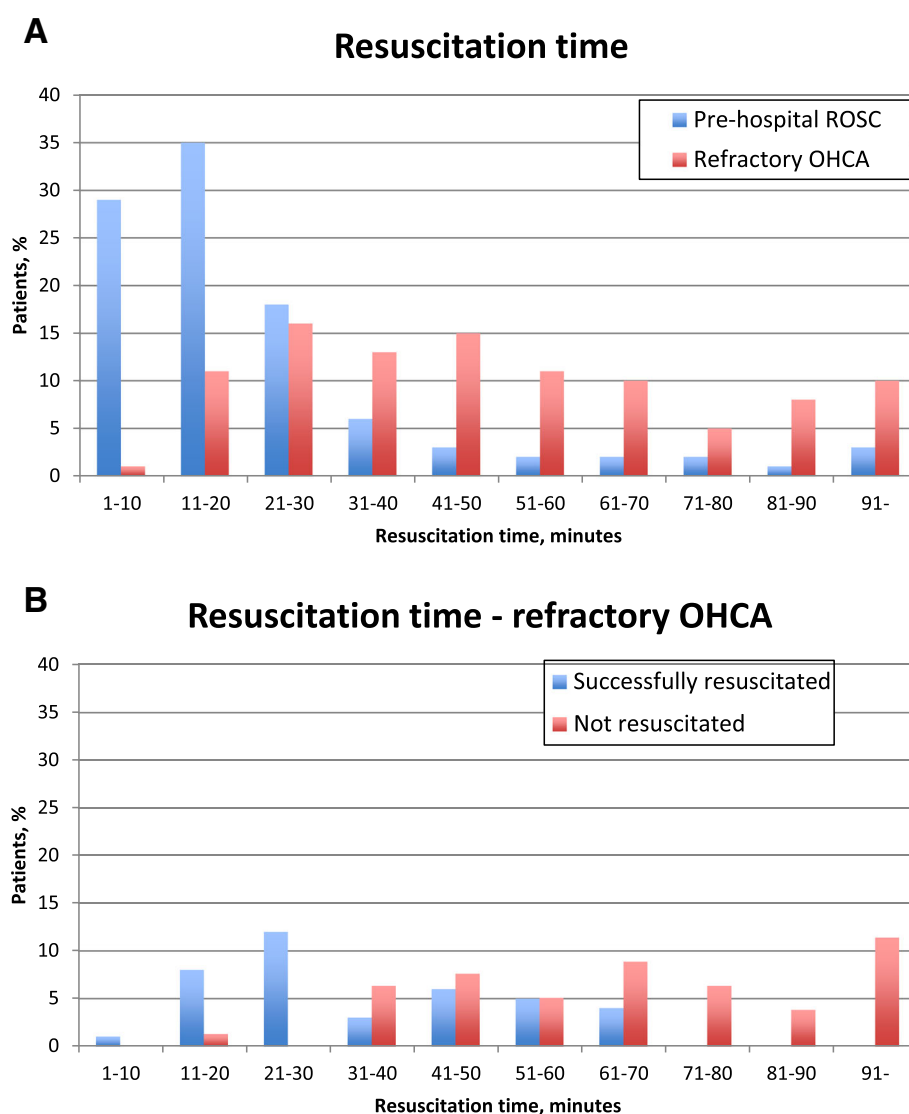 A
Resuscitation time
40
35
30
25
20
15
10
5
0
Patients, %
Pre-hospital ROSC
Refractory OHCA
1-10 11-20 21-30 31-40 41-50 51-60 61-70 71-80 81-90 91-
Resuscitation time, minutes
B
Resuscitation time - refractory OHCA
40
35
30
25
20
15
10
5
0
Patients, %
Successfully resuscitated
Not resuscitated
1-10 11-20 21-30 31-40 41-50 51-60 61-70 71-80 81-90 91-
Resuscitation time, minutes